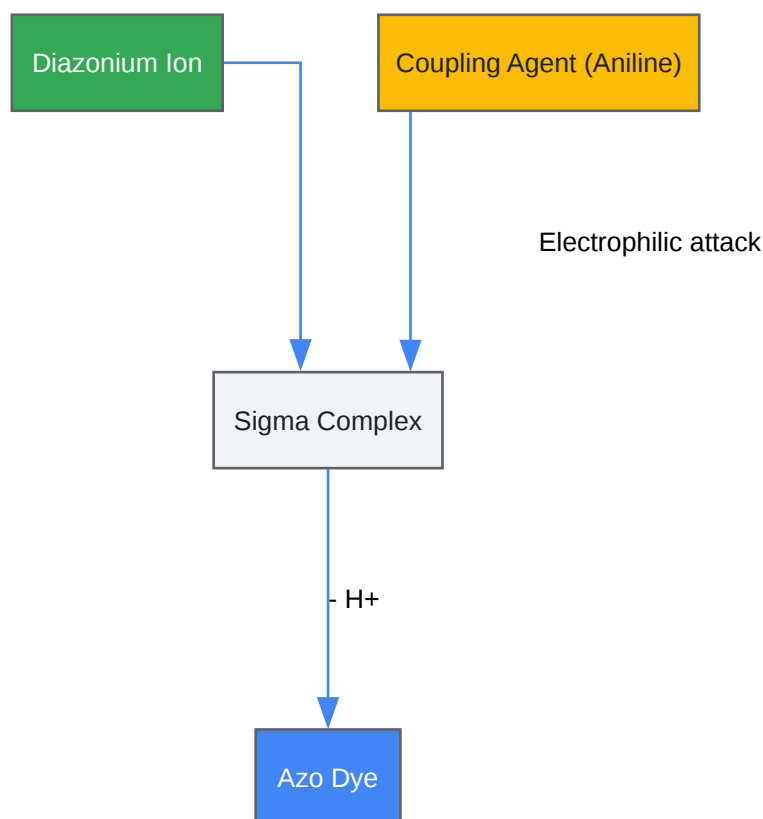 Diazonium Ion
Coupling Agent (Aniline)
Electrophilic attack
Sigma Complex
- H+
Azo Dye